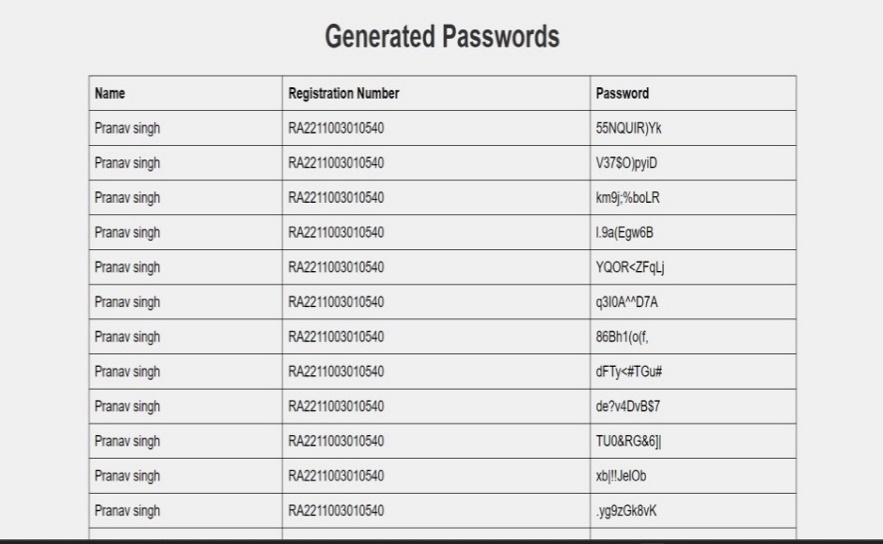 Generated Passwords
Name Registration Number Password
Pranav singh RA2211003010540 55NQUIR)Yk
Pranav singh RA2211003010540 V37$O)pyiD
Pranav singh RA2211003010540 km9j;%boLR
Pranav singh RA2211003010540 l.9a(Egw6B
Pranav singh RA2211003010540 YQOR<ZFqLj
Pranav singh RA2211003010540 q3I0A^^D7A
Pranav singh RA2211003010540 86Bh1(o(f,
Pranav singh RA2211003010540 dFTy<#TGu#
Pranav singh RA2211003010540 de?v4DvB$7
Pranav singh RA2211003010540 TU0&RG&6]|
Pranav singh RA2211003010540 xb|!!JelOb
Pranav singh RA2211003010540 .yg9zGk8vK